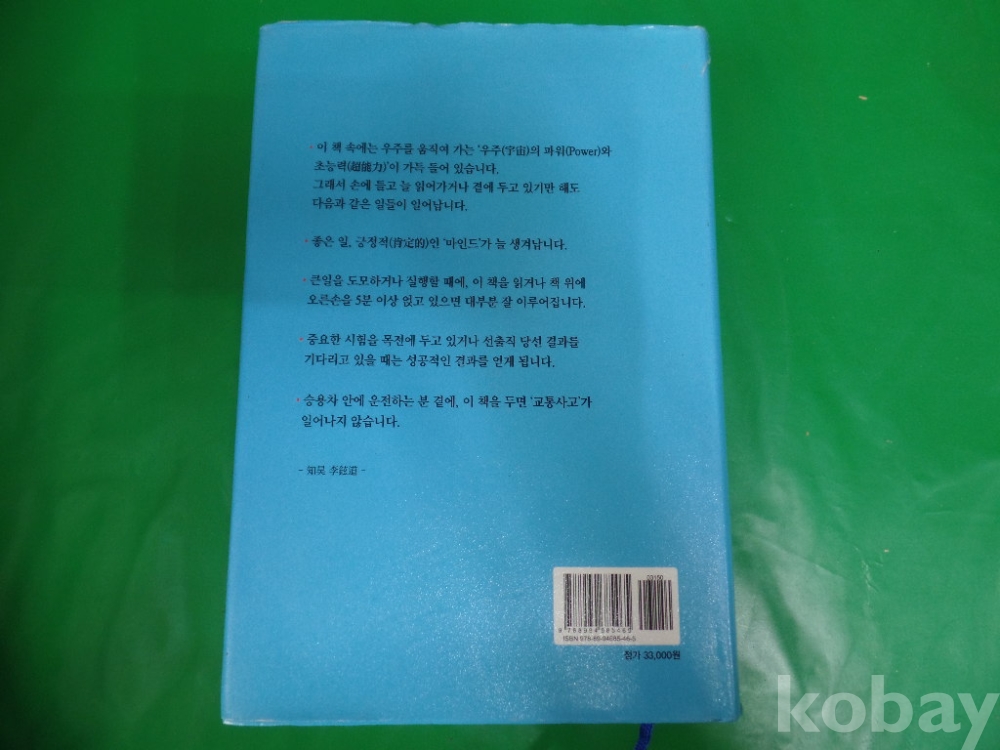 • 이 책 속에는 우주를 움직여 가는 '우주(宇宙)의 파워(Power)와
초능력(超能力)'이 가득 들어 있습니다.
그래서 손에 들고 늘 읽어가거나 곁에 두고 있기만 해도
다음과 같은 일들이 일어납니다.
• 좋은 일, 긍정적(肯定的)인 '마인드'가 늘 생겨납니다.
• 큰일을 도모하거나 실행할 때에, 이 책을 읽거나 책 위에
오른손을 5분 이상 얹고 있으면 대부분 잘 이루어집니다.
• 중요한 시험을 목전에 두고 있거나 선출직 당선 결과를
기다리고 있을 때는 성공적인 결과를 얻게 됩니다.
• 승용차 안에 운전하는 분 곁에, 이 책을 두면 '교통사고'가
일어나지 않습니다.
- 李鉉道 -
03150
ISBN
정가 33,000원
kobay